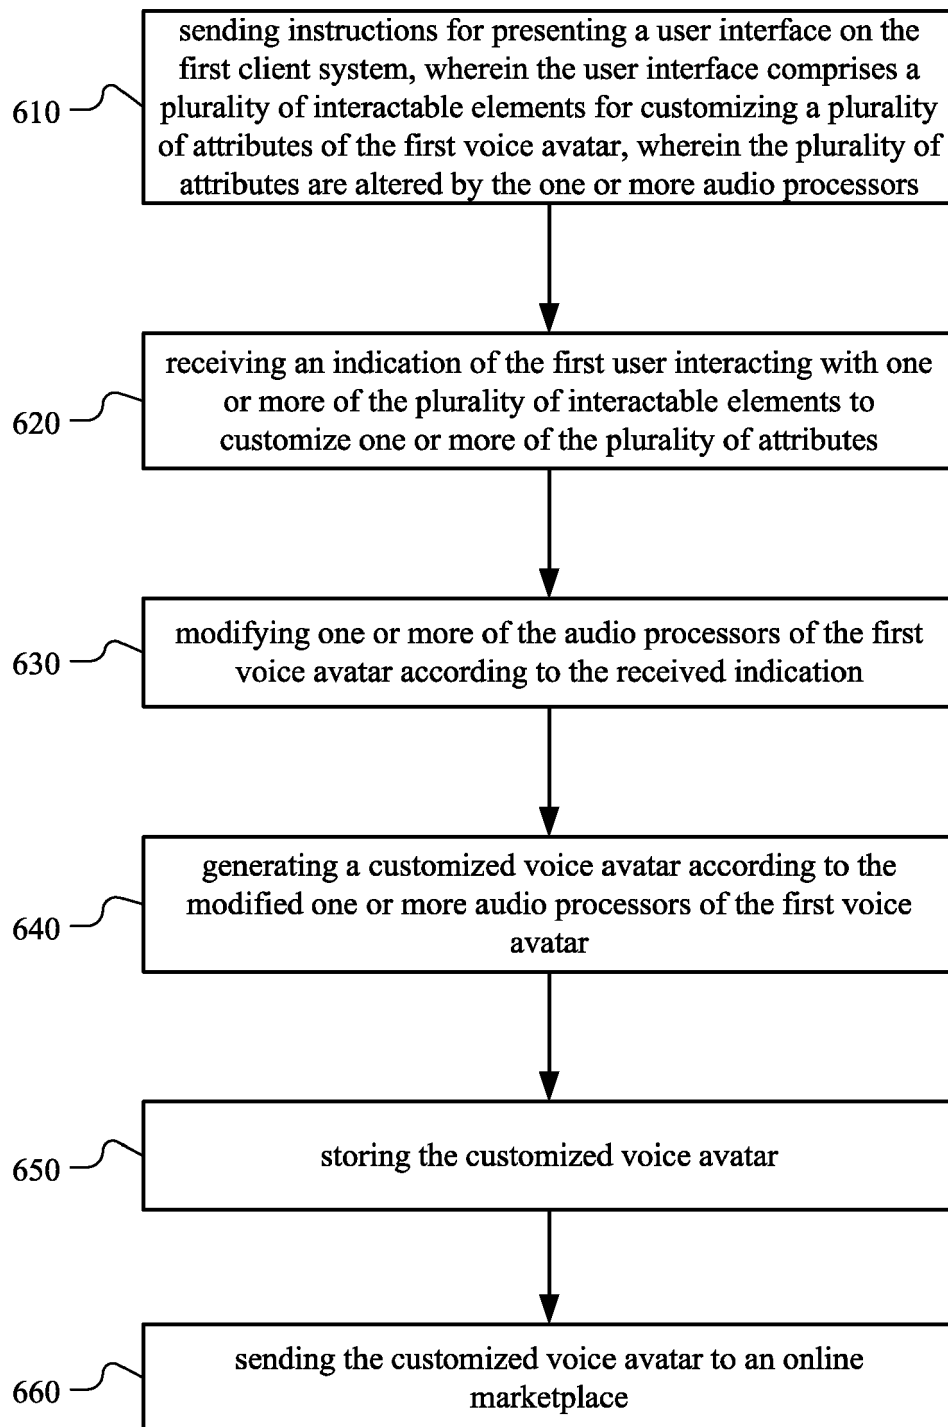 sending instructions for presenting a user interface on the
first client system, wherein the user interface comprises a
plurality of interactable elements for customizing a plurality
of attributes of the first voice avatar, wherein the plurality of
attributes are altered by the one or more audio processors
610
receiving an indication of the first user interacting with one
or more of the plurality of interactable elements to
customize one or more of the plurality of attributes
620
modifying one or more of the audio processors of the first
voice avatar according to the received indication
630
generating a customized voice avatar according to the
modified one or more audio processors of the first voice
avatar
640
storing the customized voice avatar
650
sending the customized voice avatar to an online
marketplace
660